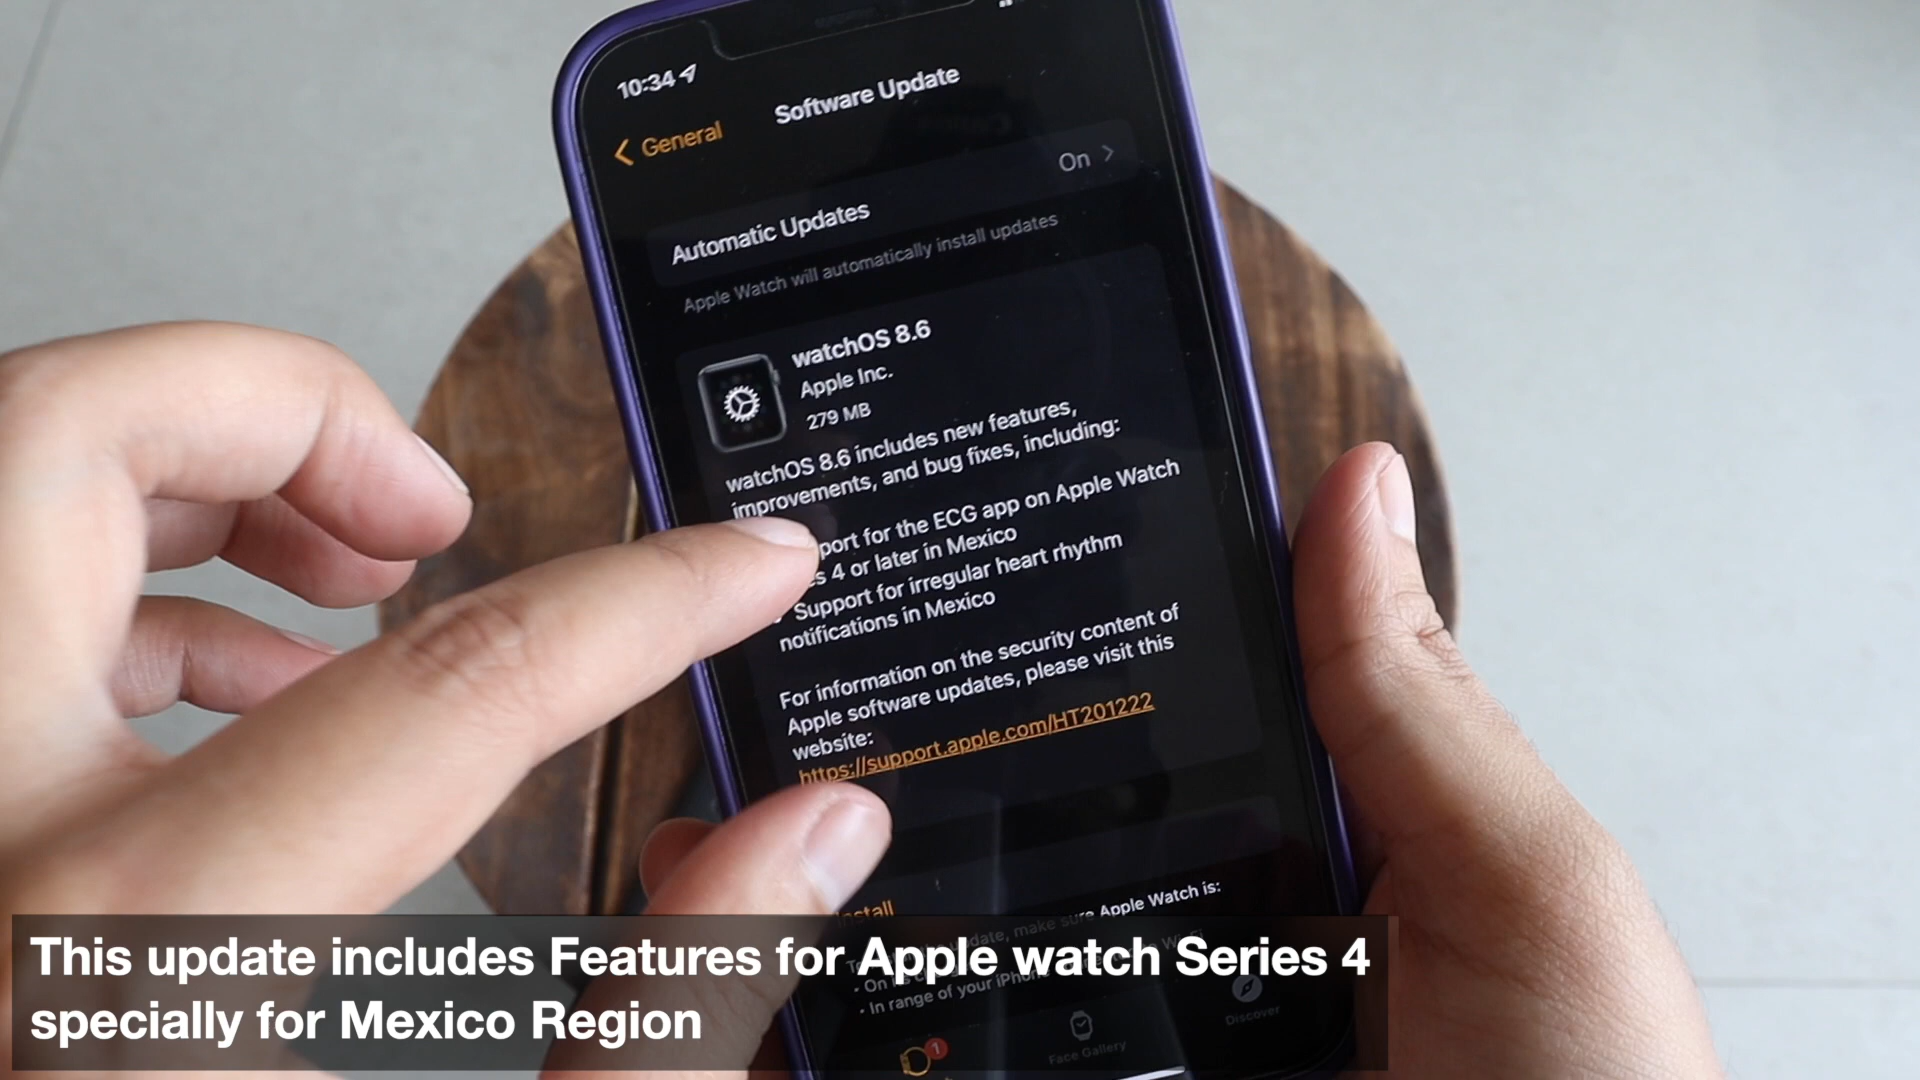 10:34
Software Update
General
Automatic Updates
On
Apple Watch will automatically install updates
watchOS 8.6
Apple Inc.
279 MB
watchOS 8.6 includes new features,
improvements, and bug fixes, including:
port for the ECG app on Apple Watch
s 4 or later in Mexico
Support for irregular heart rhythm
notifications in Mexico
For information on the security content of
Apple software updates, please visit this
website:
https://support.apple.com/HT201222
stall
date, make sure Apple Watch is:
• On its
• In range of your iPhone
This update includes Features for Apple watch Series 4
specially for Mexico Region
1
Face Gallery
Discover